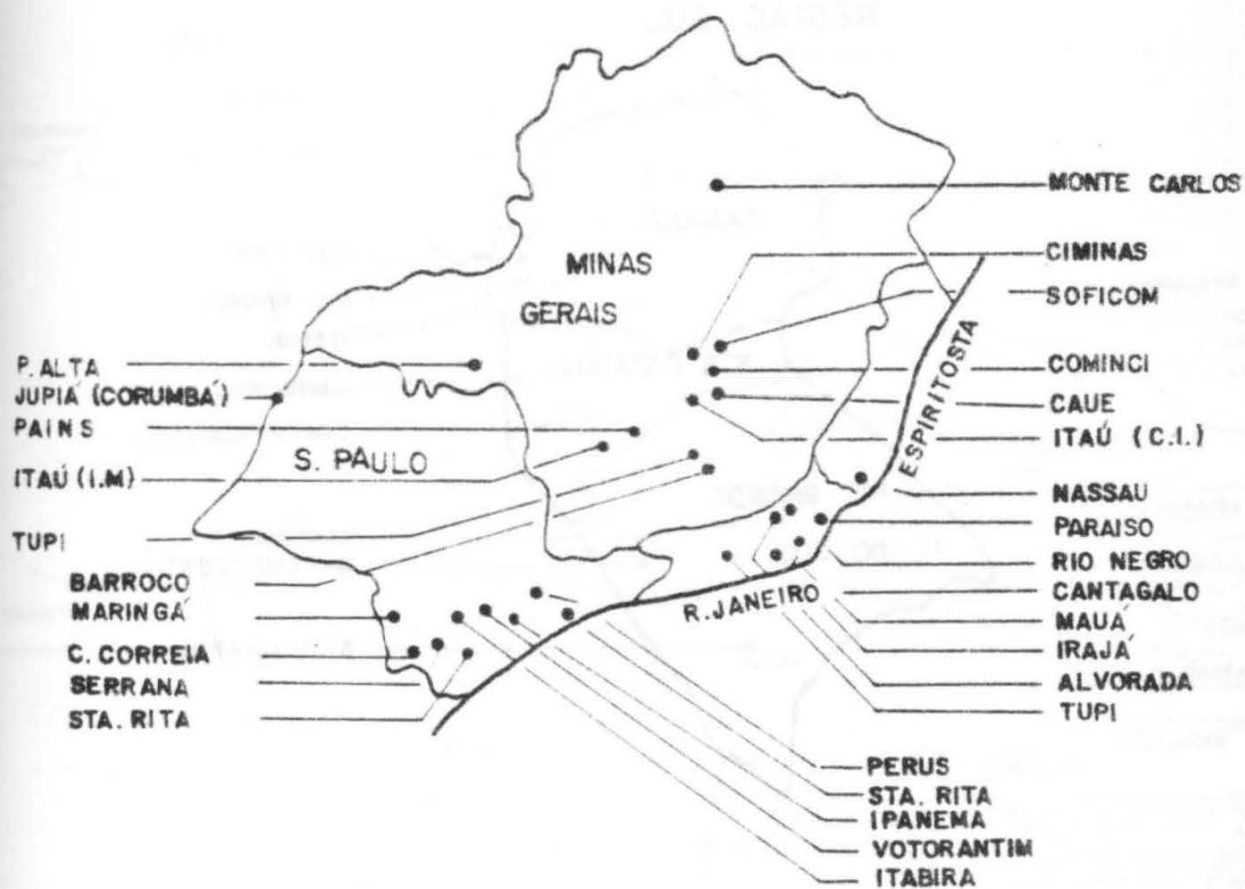 MONTE CARLOS
CIMINAS
SOFICOM
COMINCI
CAUE
ITAÚ (C.I.)
NASSAU
PARAISO
RIO NEGRO
CANTAGALO
MAUÁ
IRAJÁ
ALVORADA
TUPI
MINAS
GERAIS
S. PAULO
ESPIRITOSTA
R. JANEIRO
P. ALTA
JUPIÁ (CORUMBÁ)
PAINS
ITAÚ (I.M)
TUPI
BARROCO
MARINGÁ
C. CORREIA
SERRANA
STA. RITA
PERUS
STA. RITA
IPANEMA
VOTORANTIM
ITABIRA